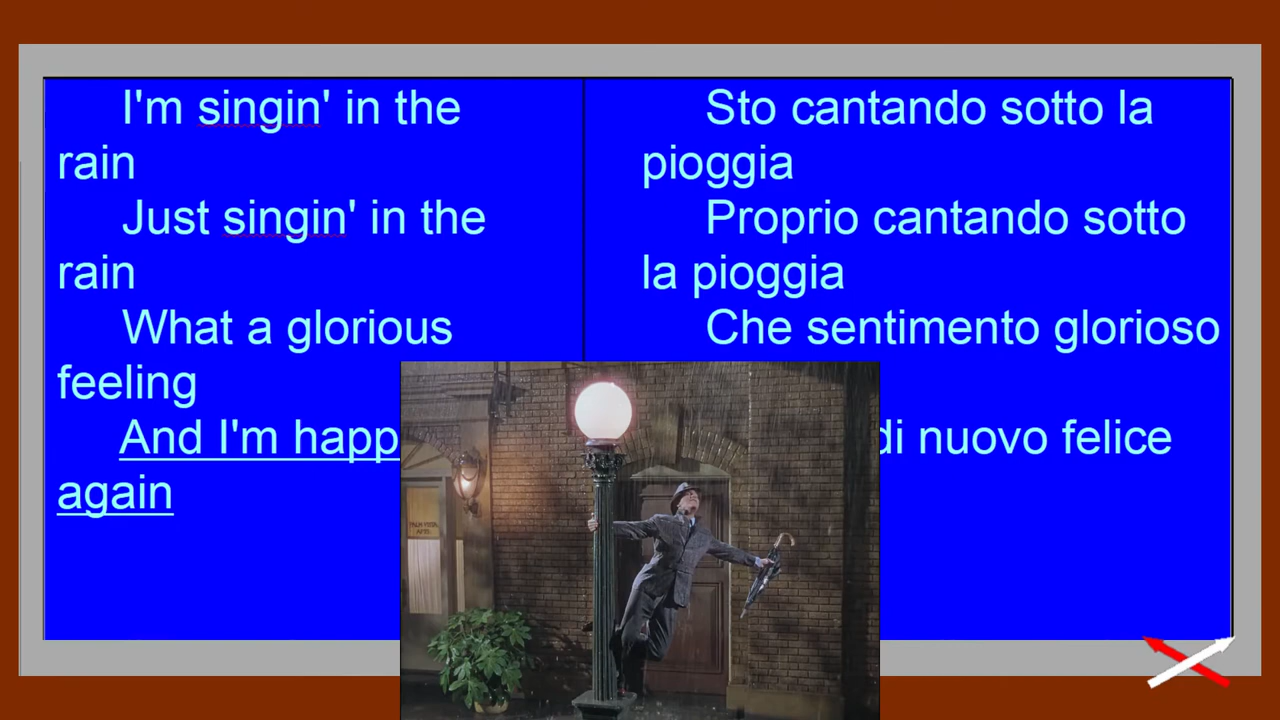 I'm singin' in the
rain
Just singin' in the
rain
What a glorious
feeling
And I'm happ
again
Sto cantando sotto la
pioggia
Proprio cantando sotto
la pioggia
Che sentimento glorioso
di nuovo felice